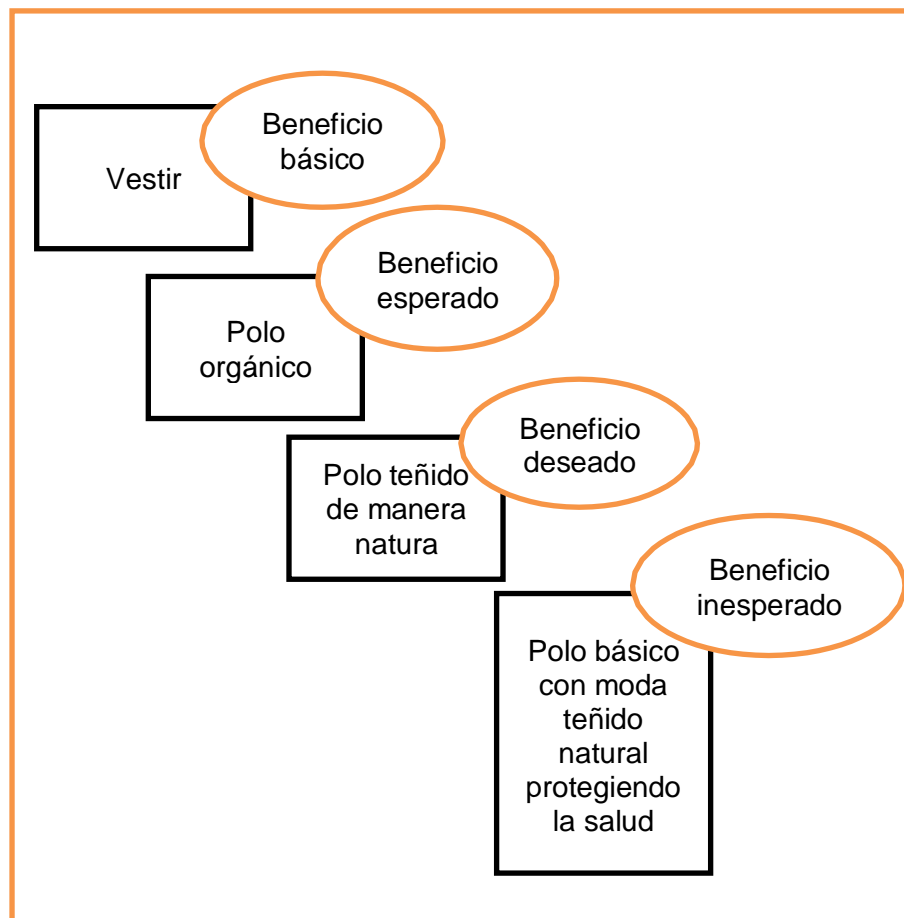 Beneficio
básico
Vestir
Beneficio
esperado
Polo
orgánico
Beneficio
deseado
Polo teñido
de manera
natura
Beneficio
inesperado
Polo básico
con moda
teñido
natural
protegiendo
la salud